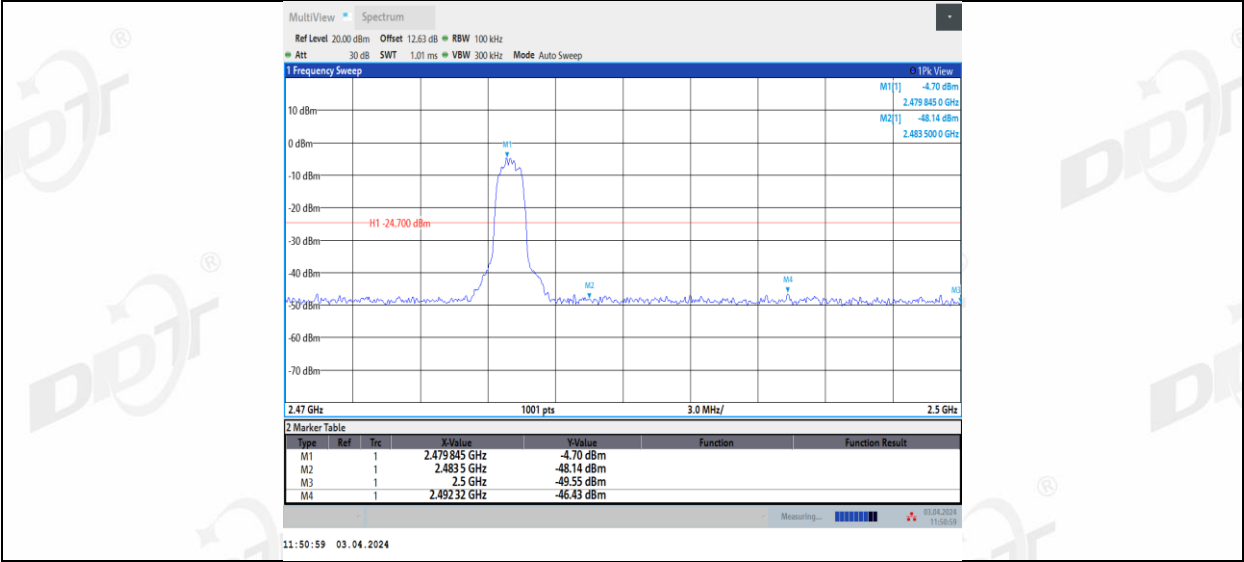 MultiView Spectrum
Ref Level 20.00 dBm Offset 12.63 dB RBW 100 kHz
Att 30 dB SWT 1.01 ms VBW 300 kHz Mode Auto Sweep
1 Frequency Sweep 1Pk View
M1[1] -4.70 dBm
2.479 845 0 GHz
M2[1] -48.14 dBm
2.483 500 0 GHz
10 dBm
0 dBm
M1
-10 dBm
-20 dBm
H1 -24.700 dBm
-30 dBm
-40 dBm
M2 M4 M3
-50 dBm
-60 dBm
-70 dBm
2.47 GHz 1001 pts 3.0 MHz/ 2.5 GHz
2 Marker Table
Type Ref Trc X-Value Y-Value Function Function Result
M1 1 2.479 845 GHz -4.70 dBm
M2 1 2.483 5 GHz -48.14 dBm
M3 1 2.5 GHz -49.55 dBm
M4 1 2.492 32 GHz -46.43 dBm
Measuring... 03.04.2024
11:50:59
11:50:59 03.04.2024
DDT
®
DDT
®
DDT
DDT
®